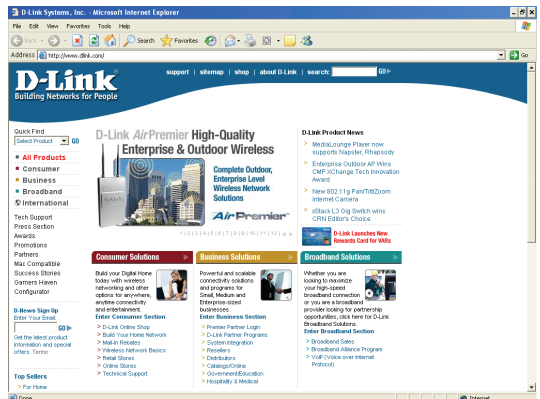 D-Link Systems, Inc. - Microsoft Internet Explorer
File Edit View Favorites Tools Help
Back Search Favorites
Address http://www.dlink.com/ Go
D-Link
Building Networks for People
support | sitemap | shop | about D-Link | search: GO
Quick Find
Select Product GO
All Products
Consumer
Business
Broadband
International
Tech Support
Press Section
Awards
Promotions
Partners
Mac Compatible
Success Stories
Gamers Haven
Configurator
D-News Sign Up
Enter Your Email
GO
Get the latest product
information and special
offers. Terms
Top Sellers
> For Home
D-Link AirPremier High-Quality
Enterprise & Outdoor Wireless
Complete Outdoor,
Enterprise Level
Wireless Network
Solutions
AirPremier
1|2|3|4|5|6|7|8|9|10|11|12|
D-Link Product News
> MediaLounge Player now
supports Napster, Rhapsody
> Enterprise Outdoor AP Wins
CMP XChange Tech Innovation
Award
> New 802.11g Pan/Tilt/Zoom
Internet Camera
> xStack L3 Gig Switch wins
CRN Editor's Choice
D-Link Launches New
Rewards Card for VARs
Consumer Solutions
Build your Digital Home
today with wireless
networking and other
options for anywhere,
anytime connectivity
and entertainment.
Enter Consumer Section
> D-Link Online Shop
> Build Your Home Network
> Mail-In Rebates
> Wireless Network Basics
> Retail Stores
> Online Stores
> Technical Support
Business Solutions
Powerful and scalable
connectivity solutions
and programs for
Small, Medium and
Enterprise-sized
businesses.
Enter Business Section
> Premier Partner Login
> D-Link Partner Programs
> System Integration
> Resellers
> Distributors
> Catalogs/Online
> Government/Education
> Hospitality & Medical
Broadband Solutions
Whether you are
looking to maximize
your high-speed
broadband connection
or you are a broadband
provider looking for partnership
opportunities, click here for D-Link
Broadband Solutions.
Enter Broadband Section
> Broadband Sales
> Broadband Alliance Program
> VoIP (Voice over Internet
Protocol)
Done Internet